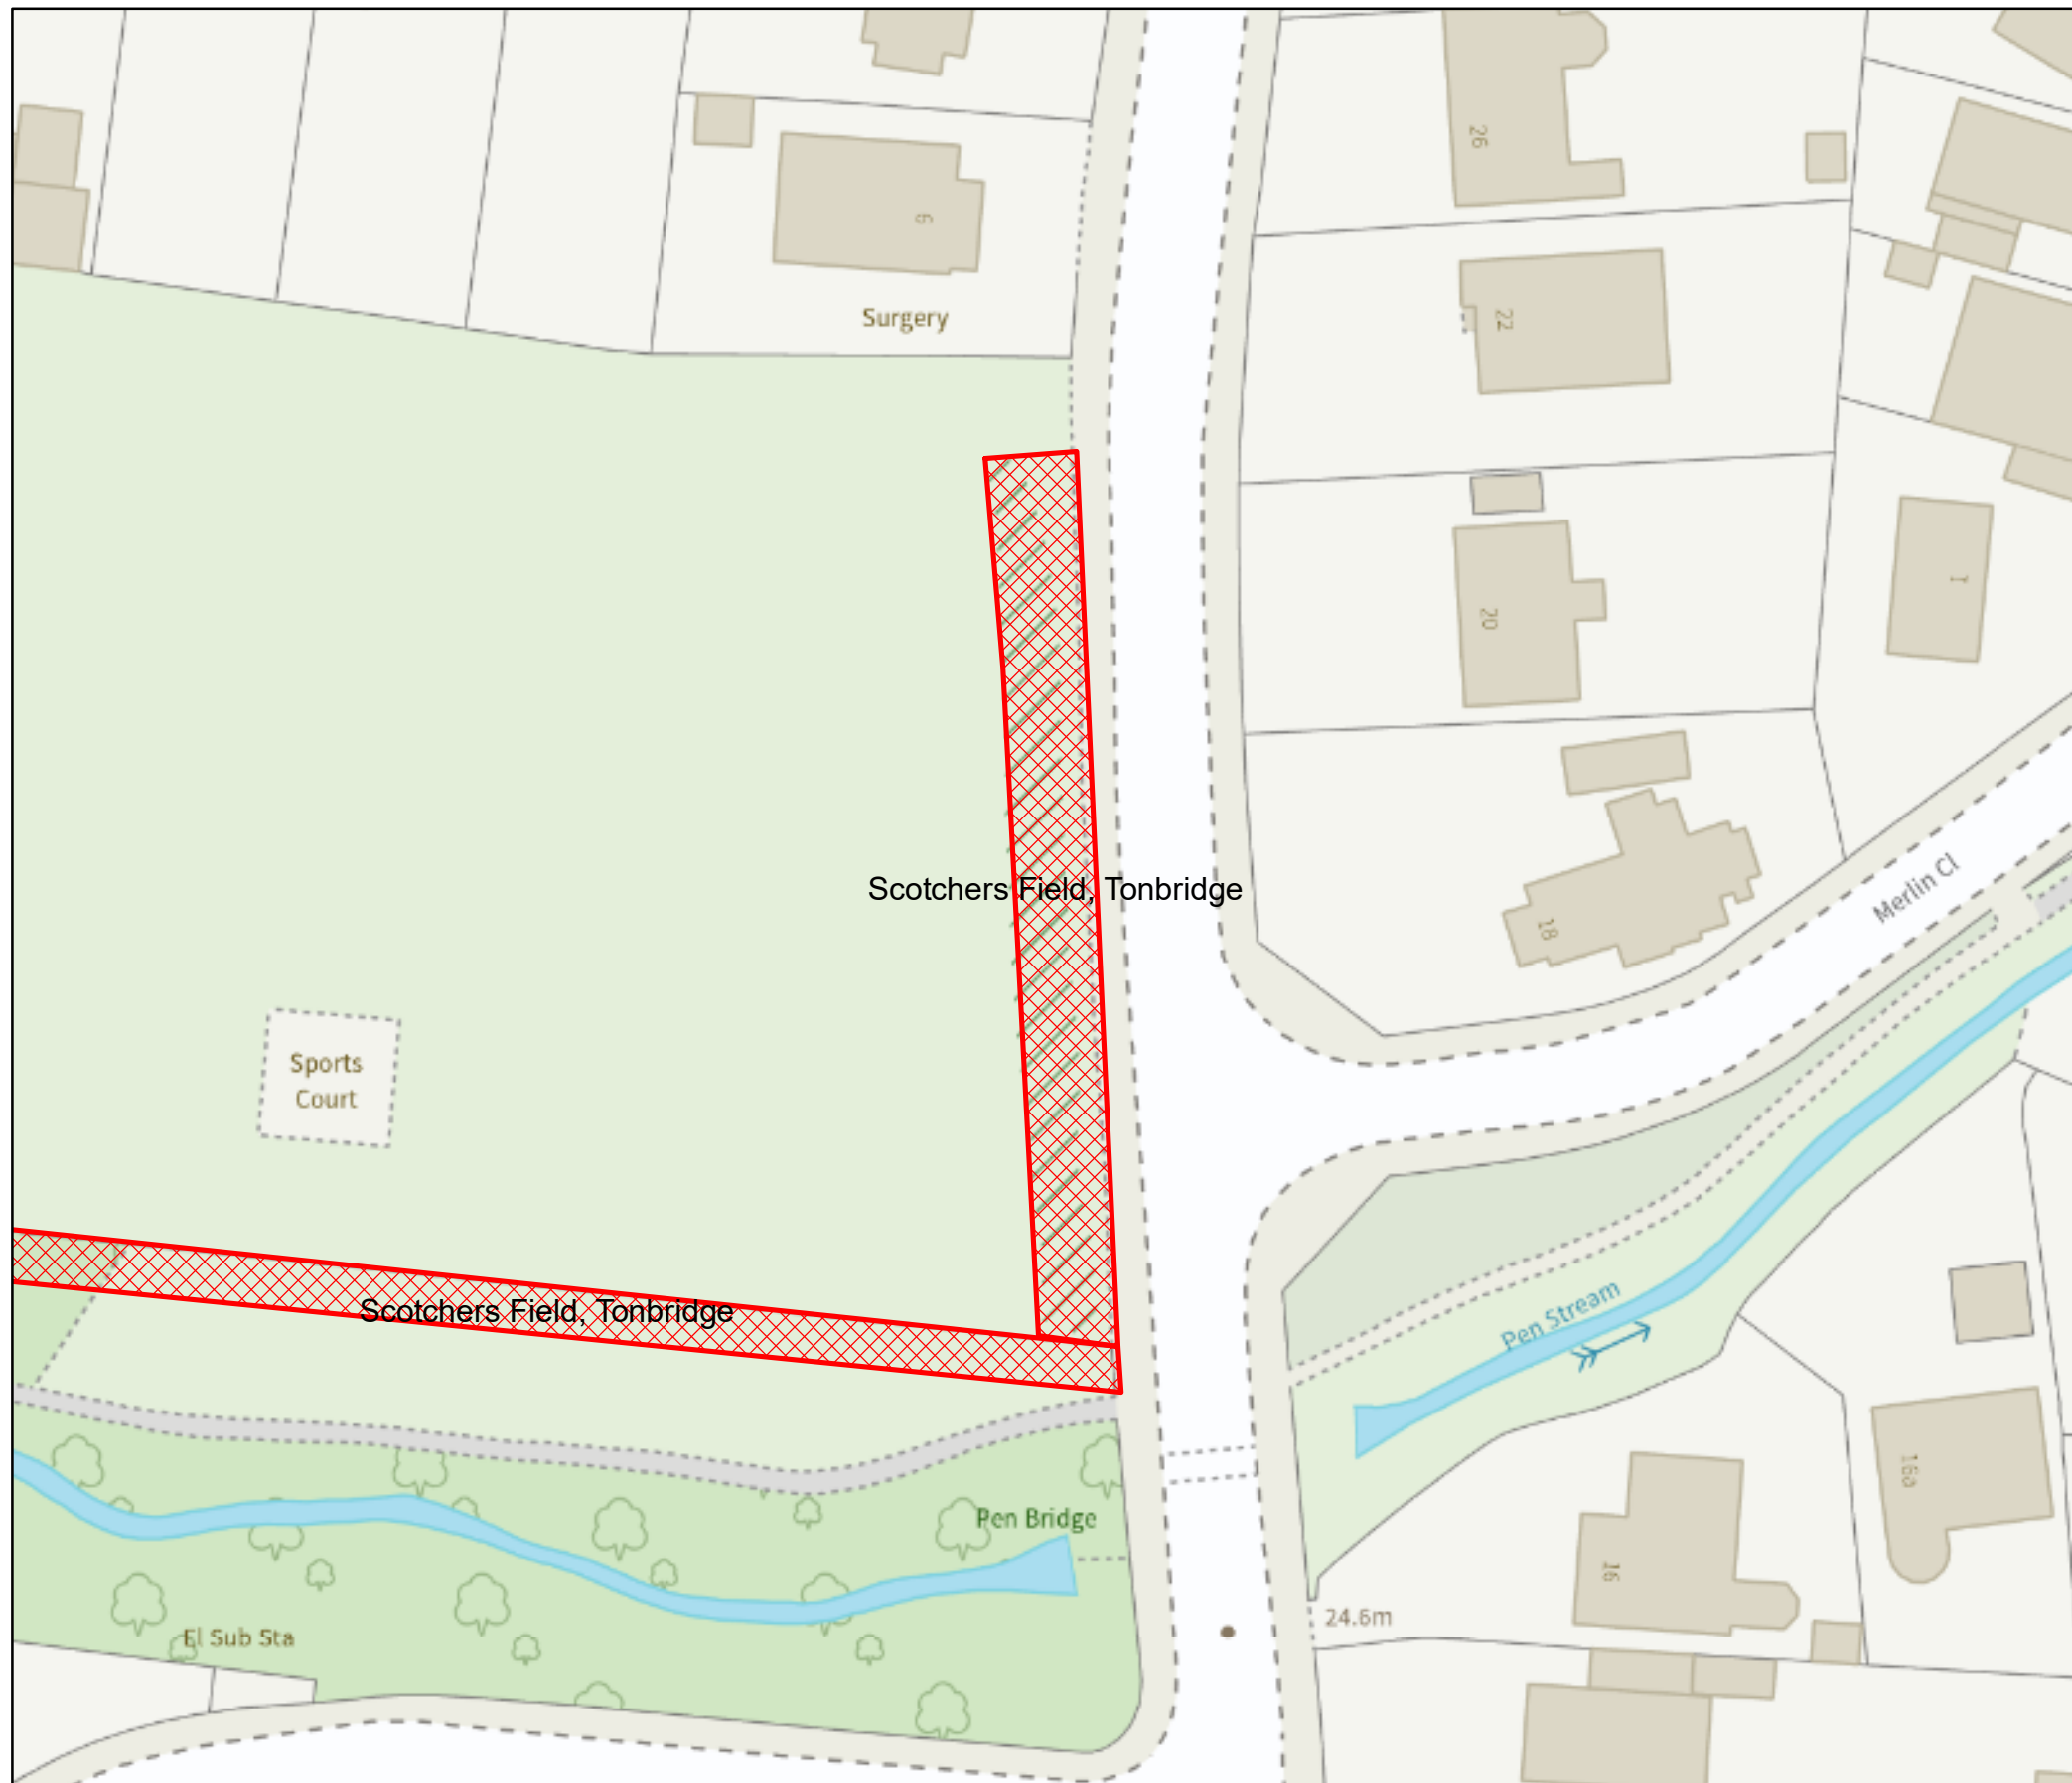 26
6
Surgery
22
20
1
Scotchers Field, Tonbridge
Merlin Cl
18
Sports
Court
Scotchers Field, Tonbridge
Pen Stream
16a
Pen Bridge
16
24.6m
El Sub Sta